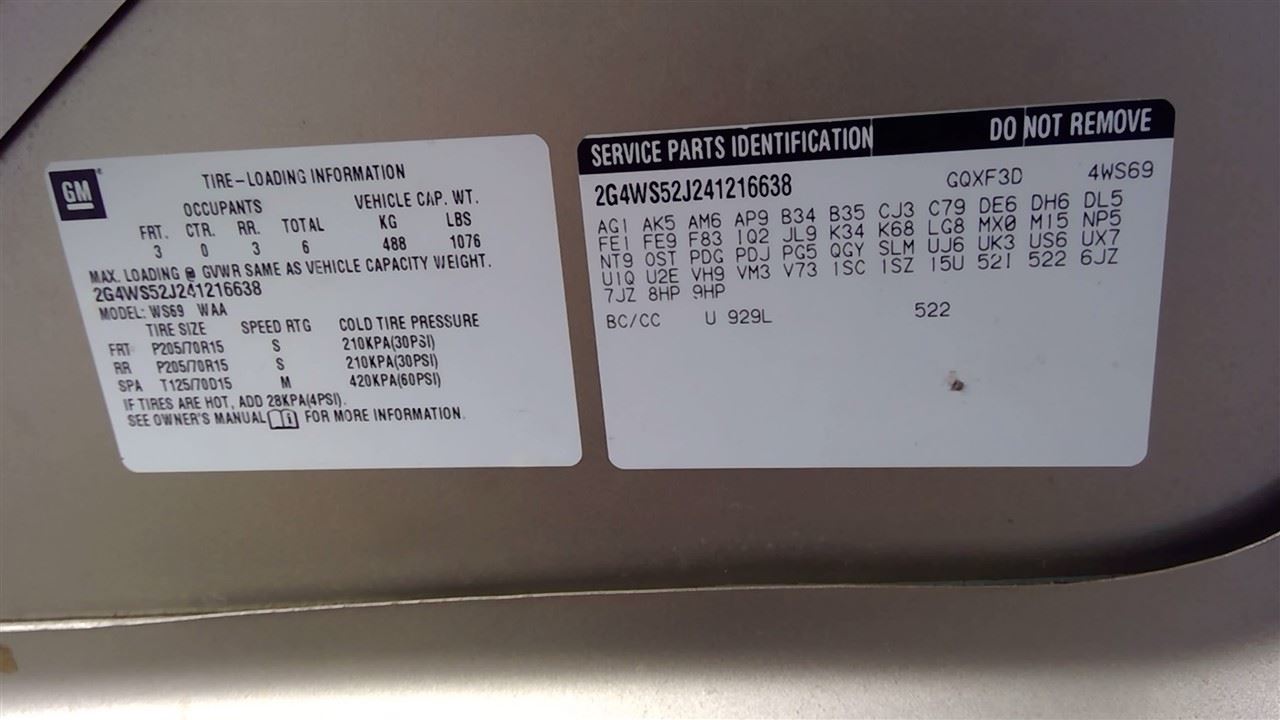 GM
TIRE-LOADING INFORMATION
OCCUPANTS VEHICLE CAP. WT.
FRT. CTR. RR. TOTAL KG LBS
3 0 3 6 488 1076
MAX. LOADING @ GVWR SAME AS VEHICLE CAPACITY WEIGHT.
2G4WS52J241216638
MODEL: WS69 WAA
TIRE SIZE SPEED RTG COLD TIRE PRESSURE
FRT P205/70R15 S 210KPA(30PSI)
RR P205/70R15 S 210KPA(30PSI)
SPA T125/70D15 M 420KPA(60PSI)
IF TIRES ARE HOT, ADD 28KPA(4PSI).
SEE OWNER'S MANUAL FOR MORE INFORMATION.
SERVICE PARTS IDENTIFICATION DO NOT REMOVE
2G4WS52J241216638 GQXF3D 4WS69
AG1 AK5 AM6 AP9 B34 B35 CJ3 C79 DE6 DH6 DL5
FE1 FE9 F83 1Q2 JL9 K34 K68 LG8 MX0 M15 NP5
NT9 OST PDG PDJ PG5 QGY SLM UJ6 UK3 US6 UX7
U1Q U2E VH9 VM3 V73 1SC 1SZ 15U 52I 522 6JZ
7JZ 8HP 9HP
BC/CC U 929L 522